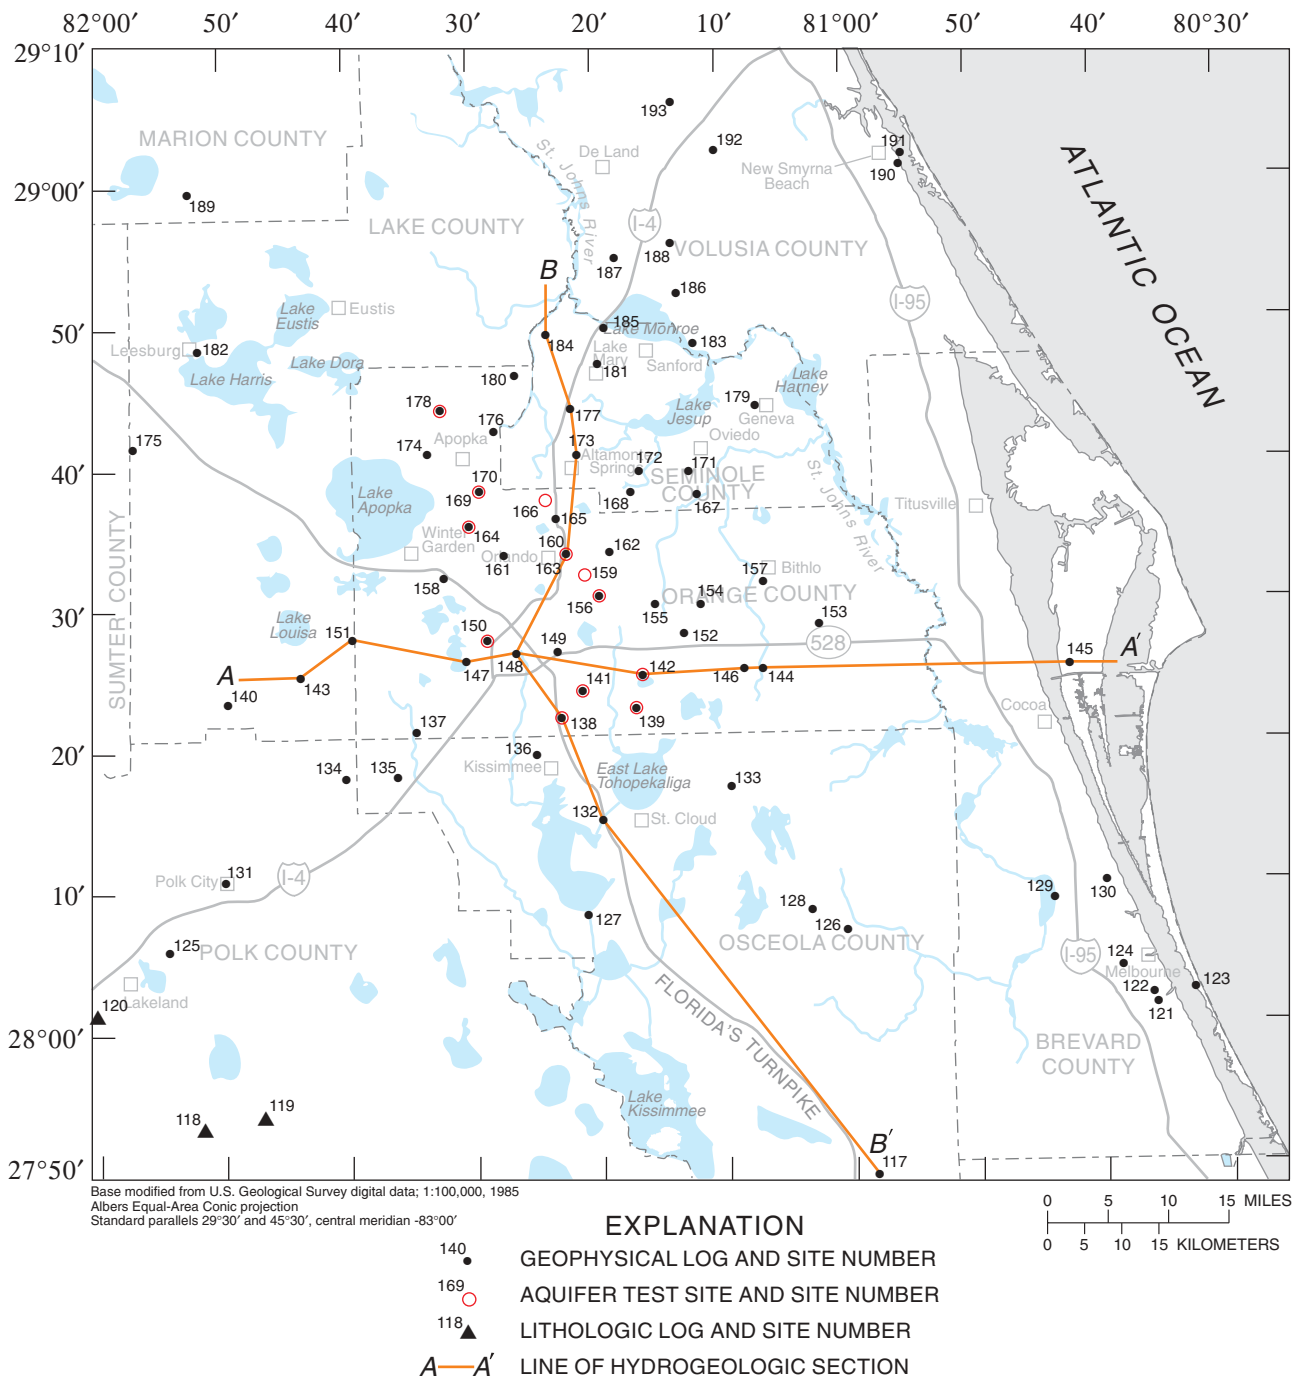 82°00′ 50′ 40′ 30′ 20′ 10′ 81°00′ 50′ 40′ 80°30′
29°10′
193
MARION COUNTY
192
De Land
191
New Smyrna
Beach
190
St. Johns
River
ATLANTIC OCEAN
29°00′
189
LAKE COUNTY
I-4
188
VOLUSIA COUNTY
187
B
186
I-95
Lake
Eustis
Eustis
185
Lake Monroe
50′
184
183
Leesburg
182
Lake
Mary
Sanford
Lake Dora
181
Lake
Harney
Lake Harris
180
178
179
177
Lake
Jesup
Geneva
176
Apopka
173
Oviedo
175
174
Altamonte
Springs
172
171
40′
170
SEMINOLE
COUNTY
St. Johns River
Lake
Apopka
169
166
168
167
Titusville
165
164
Winter
Garden
160
162
Orlando
163
161
159
157
Bithlo
158
SUMTER COUNTY
156
154
ORANGE COUNTY
155
30′
153
Lake
Louisa
151
150
149
152
528
148
147
142
146
144
145
A′
A
143
141
140
139
Cocoa
138
137
20′
136
134
135
Kissimmee
East Lake
Tohopekaliga
133
132
St. Cloud
131
Polk City
I-4
129
130
10′
128
127
126
125
OSCEOLA COUNTY
POLK COUNTY
I-95
124
Melbourne
123
122
121
FLORIDA'S TURNPIKE
120
Lakeland
28°00′
BREVARD
COUNTY
Lake
Kissimmee
119
118
B′
117
27°50′
Base modified from U.S. Geological Survey digital data; 1:100,000, 1985
Albers Equal-Area Conic projection
Standard parallels 29°30′ and 45°30′, central meridian -83°00′
0 5 10 15 MILES
0 5 10 15 KILOMETERS
EXPLANATION
140 GEOPHYSICAL LOG AND SITE NUMBER
169 AQUIFER TEST SITE AND SITE NUMBER
118 LITHOLOGIC LOG AND SITE NUMBER
A A′ LINE OF HYDROGEOLOGIC SECTION